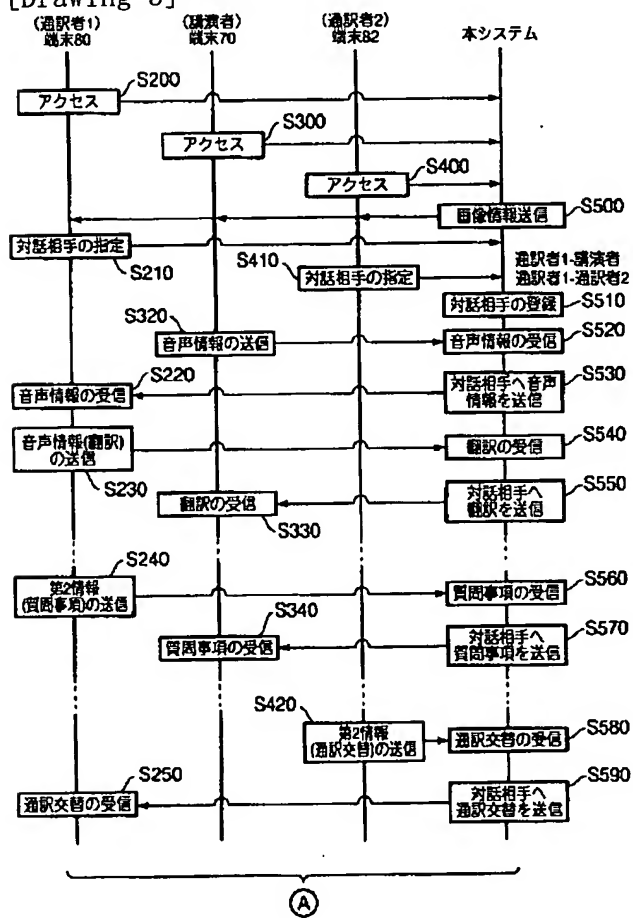 (通訳者1)
端末80
(講演者)
端末70
(通訳者2)
端末82
本システム
アクセス
S200
アクセス
S300
アクセス
S400
画像情報送信
S500
対話相手の指定
S210
S410
対話相手の指定
通訳者1-講演者
通訳者1-通訳者2
対話相手の登録
S510
S320
音声情報の送信
音声情報の受信
S520
S220
音声情報の受信
対話相手へ音声
情報を送信
S530
音声情報(翻訳)
の送信
S230
翻訳の受信
S540
翻訳の受信
S330
対話相手へ
翻訳を送信
S550
S240
第2情報
(質問事項)の送信
質問事項の受信
S560
S340
質問事項の受信
対話相手へ
質問事項を送信
S570
S420
第2情報
(通訳交替)の送信
通訳交替の受信
S580
S250
通訳交替の受信
対話相手へ
通訳交替を送信
S590
A